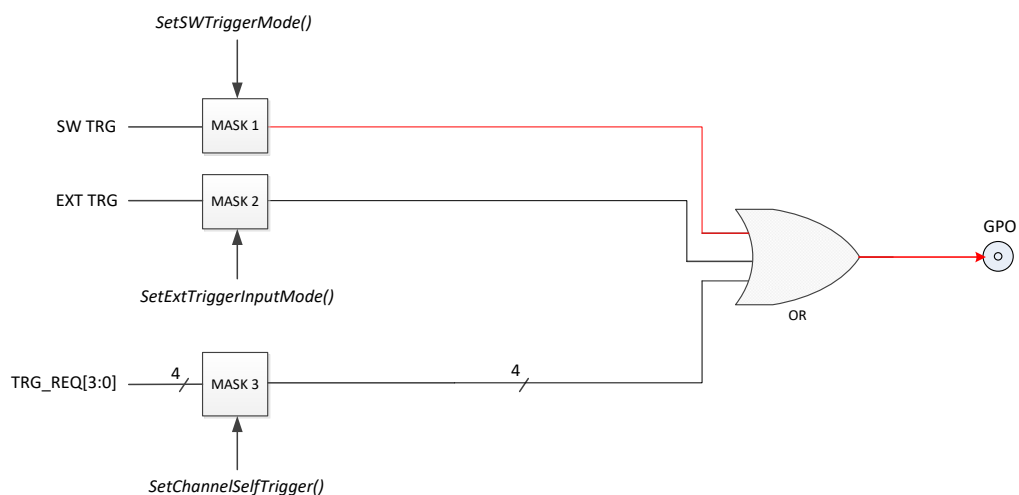 SetSWTriggerMode()
SW TRG
MASK 1
EXT TRG
MASK 2
SetExtTriggerInputMode()
GPO
OR
TRG_REQ[3:0]
4
MASK 3
4
SetChannelSelfTrigger()